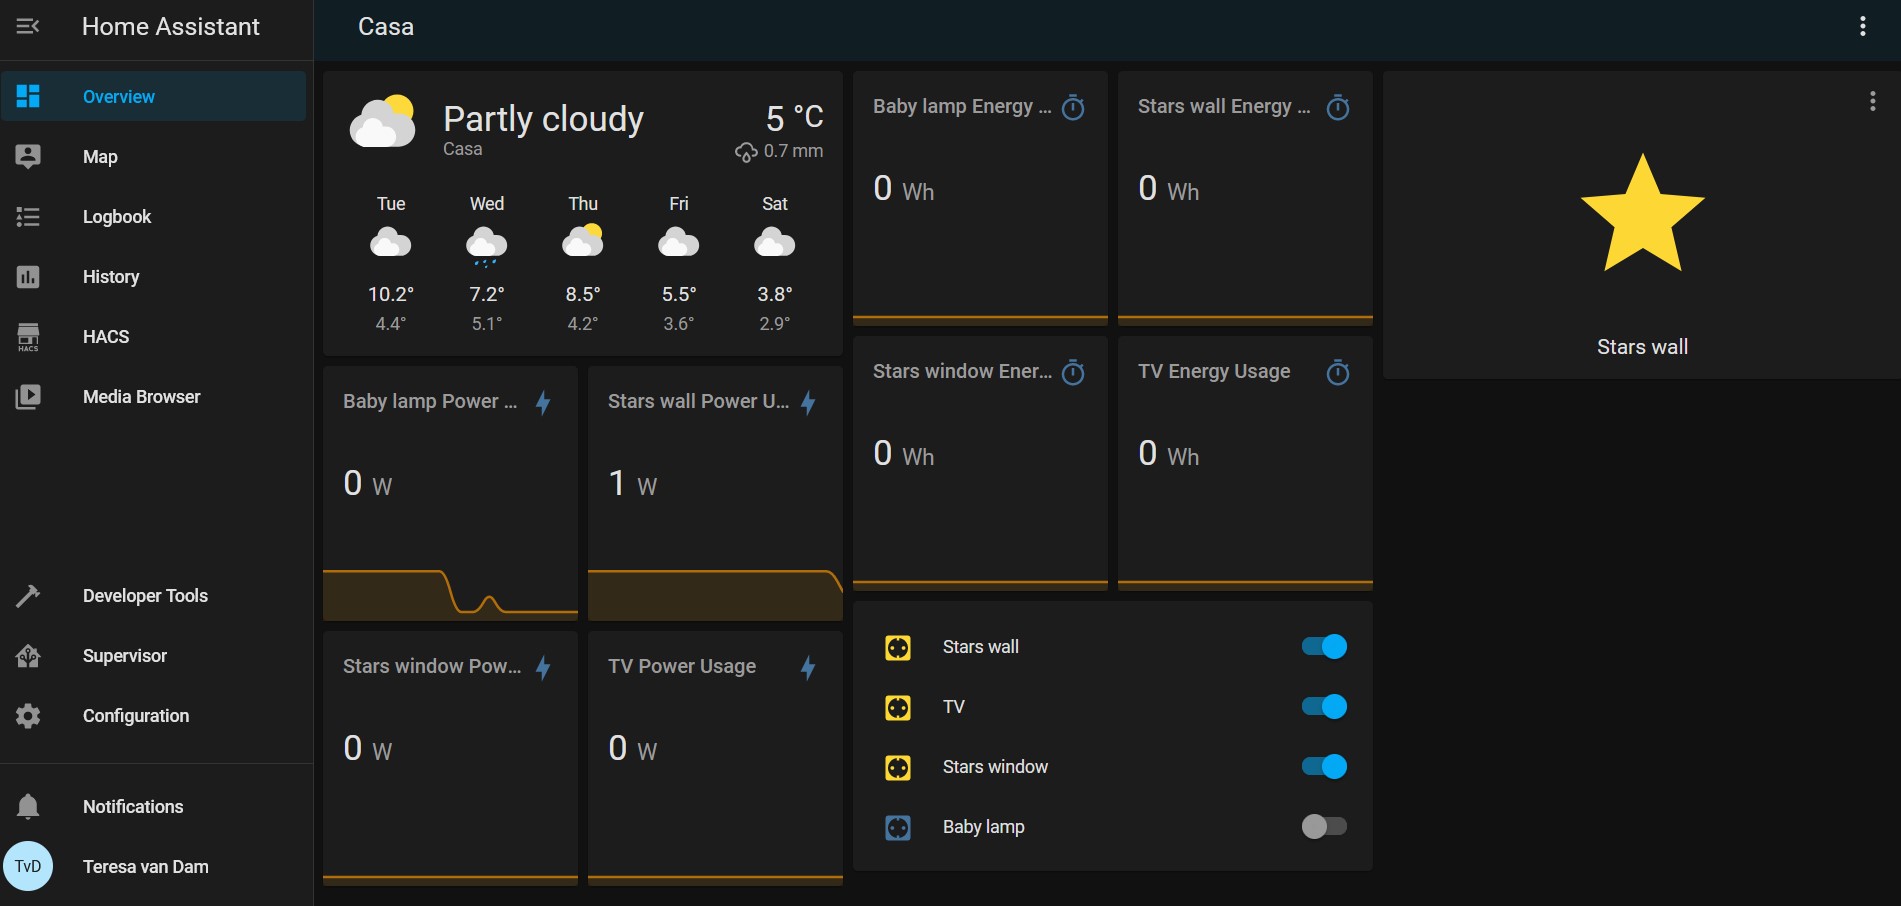 Home Assistant
Casa
Overview
Map
Logbook
History
HACS
HACS
Media Browser
Developer Tools
Supervisor
Configuration
Notifications
TvD
Teresa van Dam
Partly cloudy
5 °C
Casa
0.7 mm
Tue Wed Thu Fri Sat
10.2° 7.2° 8.5° 5.5° 3.8°
4.4° 5.1° 4.2° 3.6° 2.9°
Baby lamp Power ...
0 W
Stars wall Power U...
1 W
Stars window Pow...
0 W
TV Power Usage
0 W
Baby lamp Energy ...
0 Wh
Stars wall Energy ...
0 Wh
Stars window Ener...
0 Wh
TV Energy Usage
0 Wh
Stars wall
TV
Stars window
Baby lamp
Stars wall